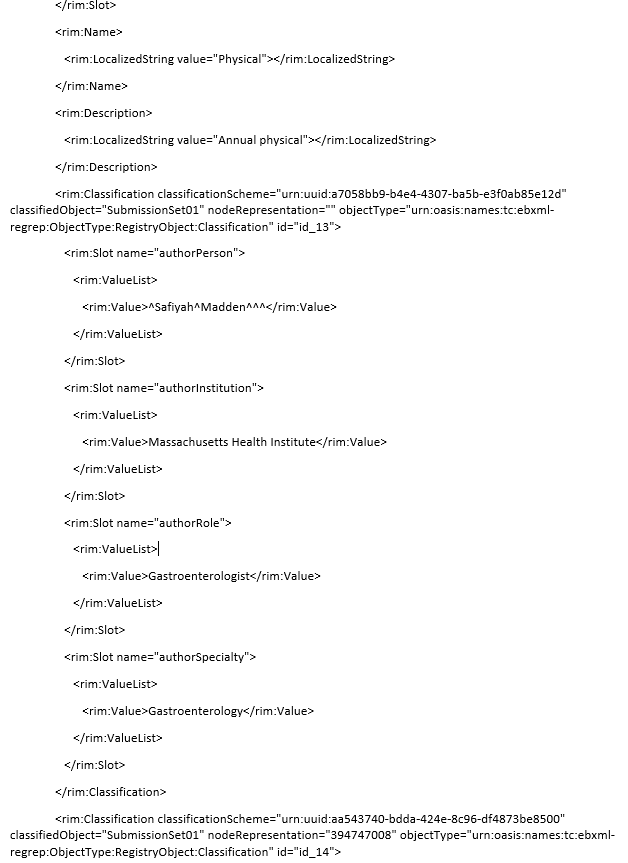 </rim:Slot>
<rim:Name>
<rim:LocalizedString value="Physical"></rim:LocalizedString>
</rim:Name>
<rim:Description>
<rim:LocalizedString value="Annual physical"></rim:LocalizedString>
</rim:Description>
<rim:Classification classificationScheme="urn:uuid:a7058bb9-b4e4-4307-ba5b-e3f0ab85e12d"
classifiedObject="SubmissionSet01" nodeRepresentation="" objectType="urn:oasis:names:tc:ebxml-
regrep:ObjectType:RegistryObject:Classification" id="id_13">
<rim:Slot name="authorPerson">
<rim:ValueList>
<rim:Value>^Safiyah^Madden^^^</rim:Value>
</rim:ValueList>
</rim:Slot>
<rim:Slot name="authorInstitution">
<rim:ValueList>
<rim:Value>Massachusetts Health Institute</rim:Value>
</rim:ValueList>
</rim:Slot>
<rim:Slot name="authorRole">
<rim:ValueList>
<rim:Value>Gastroenterologist</rim:Value>
</rim:ValueList>
</rim:Slot>
<rim:Slot name="authorSpecialty">
<rim:ValueList>
<rim:Value>Gastroenterology</rim:Value>
</rim:ValueList>
</rim:Slot>
</rim:Classification>
<rim:Classification classificationScheme="urn:uuid:aa543740-bdda-424e-8c96-df4873be8500"
classifiedObject="SubmissionSet01" nodeRepresentation="394747008" objectType="urn:oasis:names:tc:ebxml-
regrep:ObjectType:RegistryObject:Classification" id="id_14">